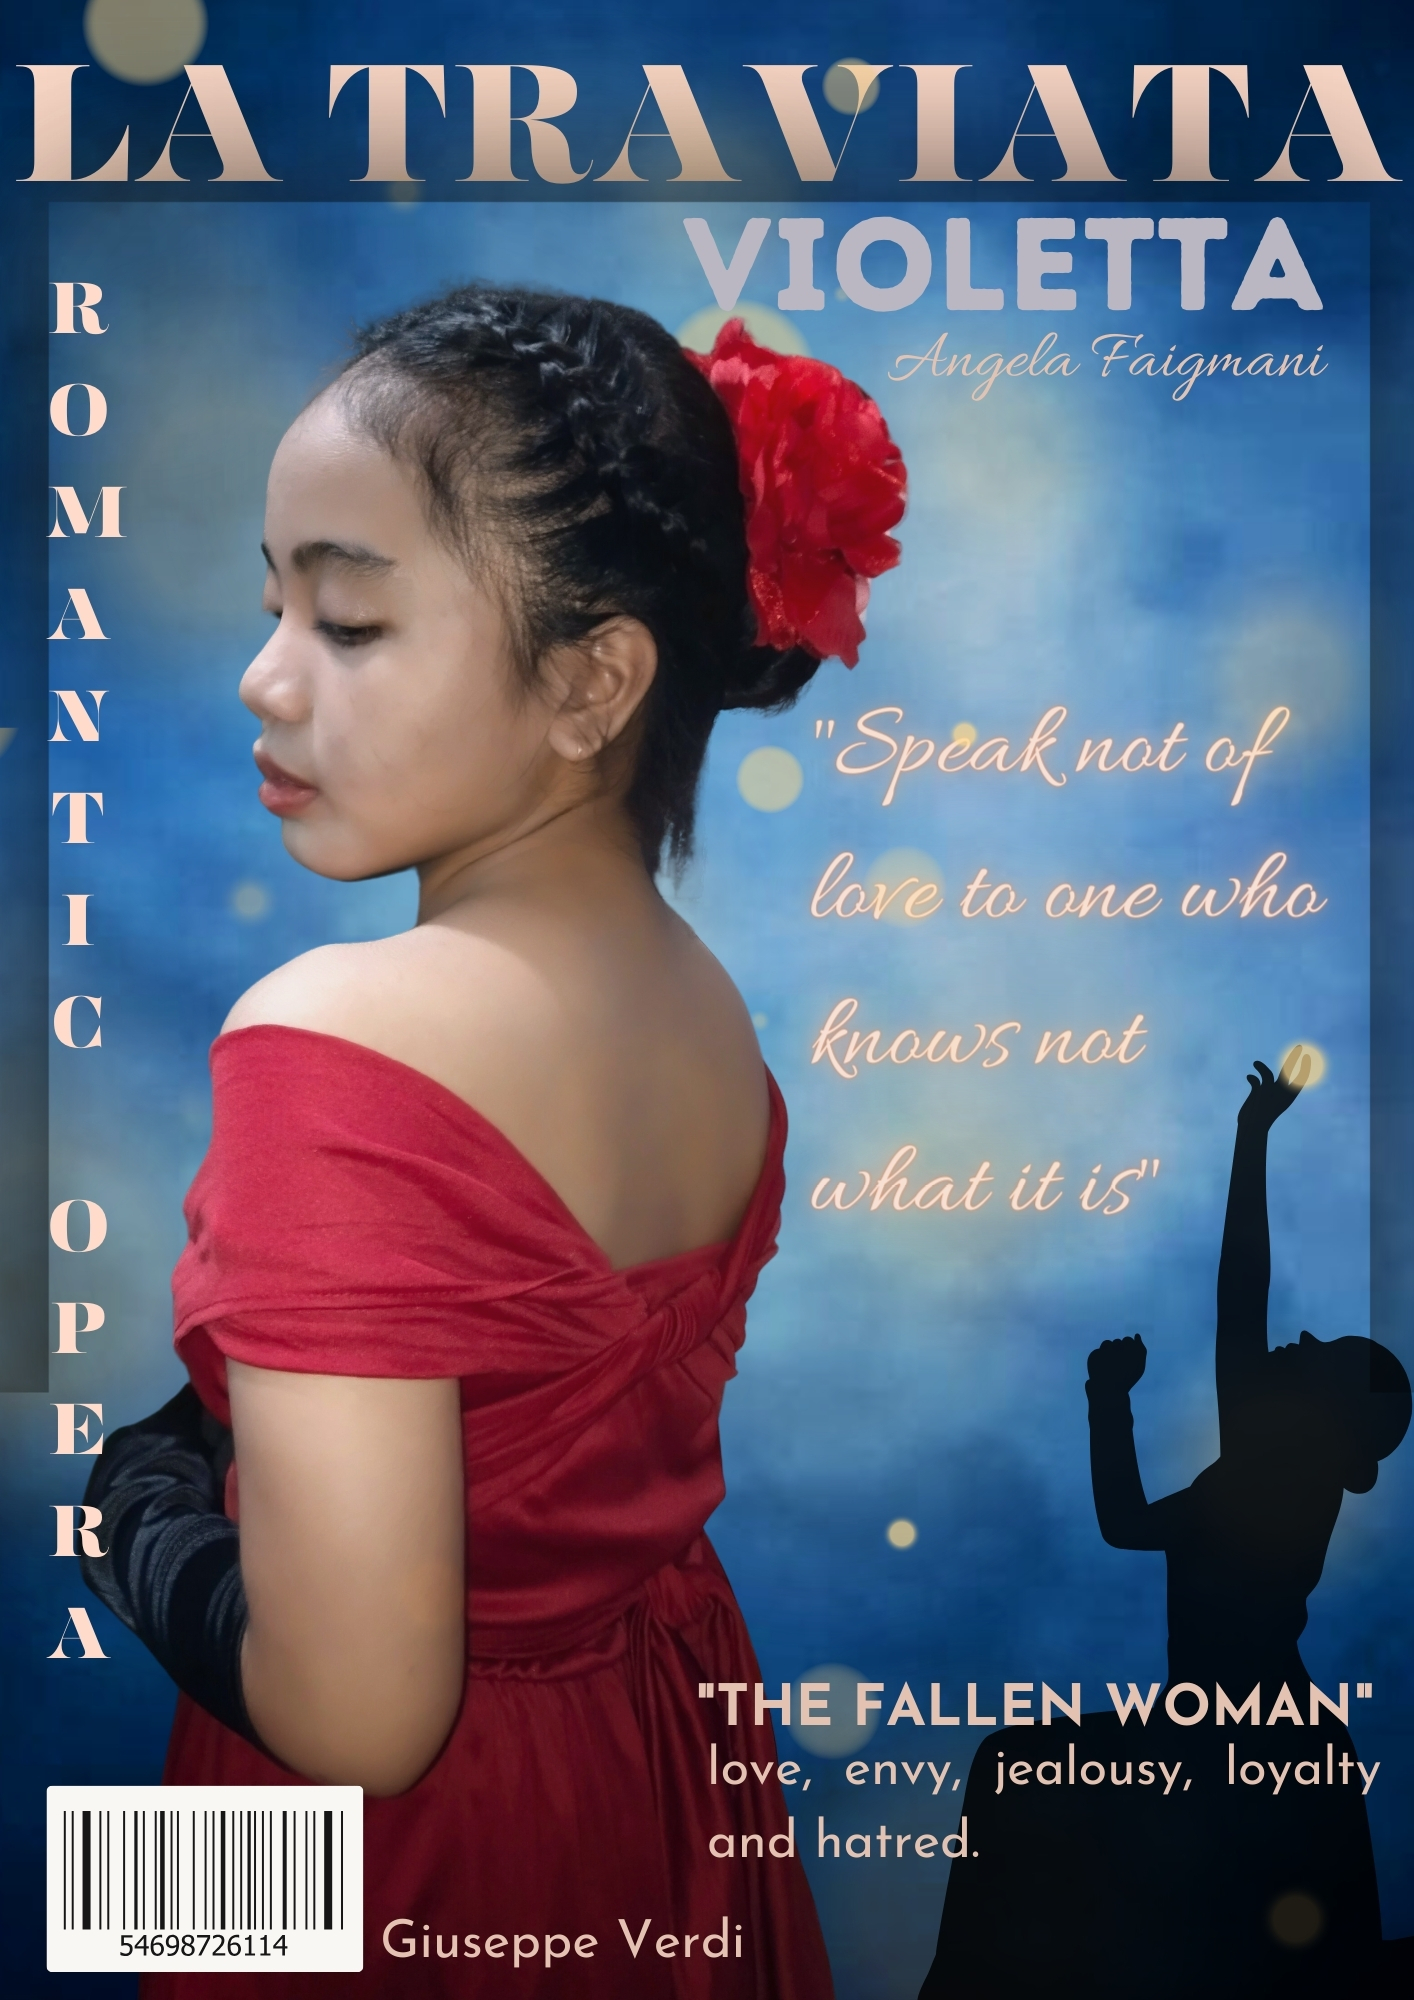 LA TRAVIATA
VIOLETTA
Angela Faigmani
ROMANTIC OPERA
"Speak not of
love to one who
knows not
what it is"
"THE FALLEN WOMAN"
love, envy, jealousy, loyalty
and hatred.
54698726114
Giuseppe Verdi